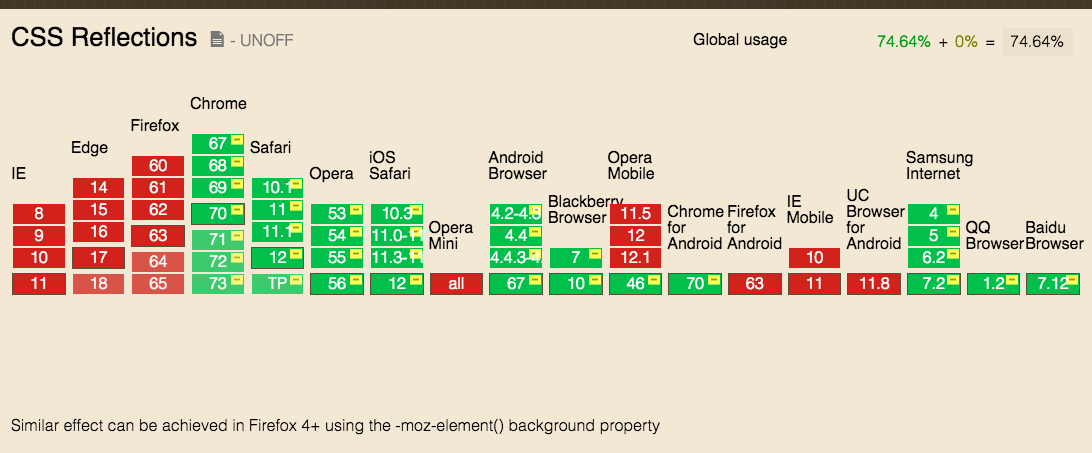 CSS Reflections - UNOFF
Global usage
74.64% + 0% = 74.64%
IE
8
9
10
11
Edge
14
15
16
17
18
Firefox
60
61
62
63
64
65
Chrome
67
68
69
70
71
72
73
Safari
10.1
11
11.1
12
TP
Opera
53
54
55
56
iOS
Safari
10.3
11.0-11
11.3-11
12
Opera
Mini
all
Android
Browser
4.2-4.3
4.4
4.4.3-4.
67
Blackberry
Browser
7
10
Opera
Mobile
11.5
12
12.1
46
Chrome
for
Android
70
Firefox
for
Android
63
IE
Mobile
10
11
UC
Browser
for
Android
11.8
Samsung
Internet
4
5
6.2
7.2
QQ
Browser
1.2
Baidu
Browser
7.12
Similar effect can be achieved in Firefox 4+ using the -moz-element() background property